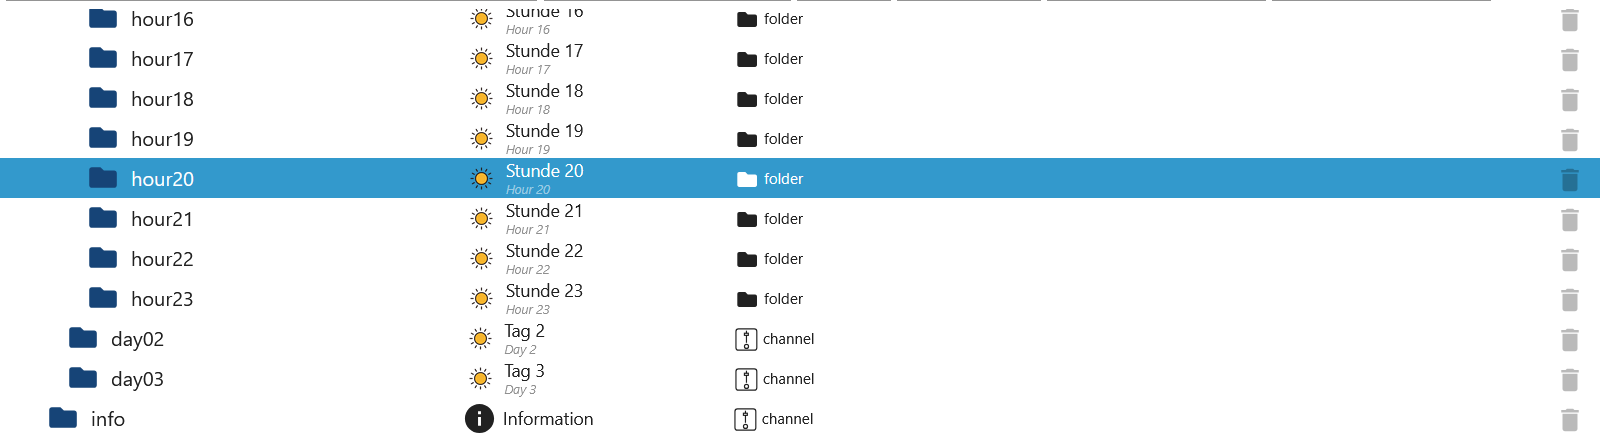 hour16 Stunde 16 folder
Hour 16
hour17 Stunde 17 folder
Hour 17
hour18 Stunde 18 folder
Hour 18
hour19 Stunde 19 folder
Hour 19
hour20 Stunde 20 folder
Hour 20
hour21 Stunde 21 folder
Hour 21
hour22 Stunde 22 folder
Hour 22
hour23 Stunde 23 folder
Hour 23
day02 Tag 2 channel
Day 2
day03 Tag 3 channel
Day 3
info Information channel